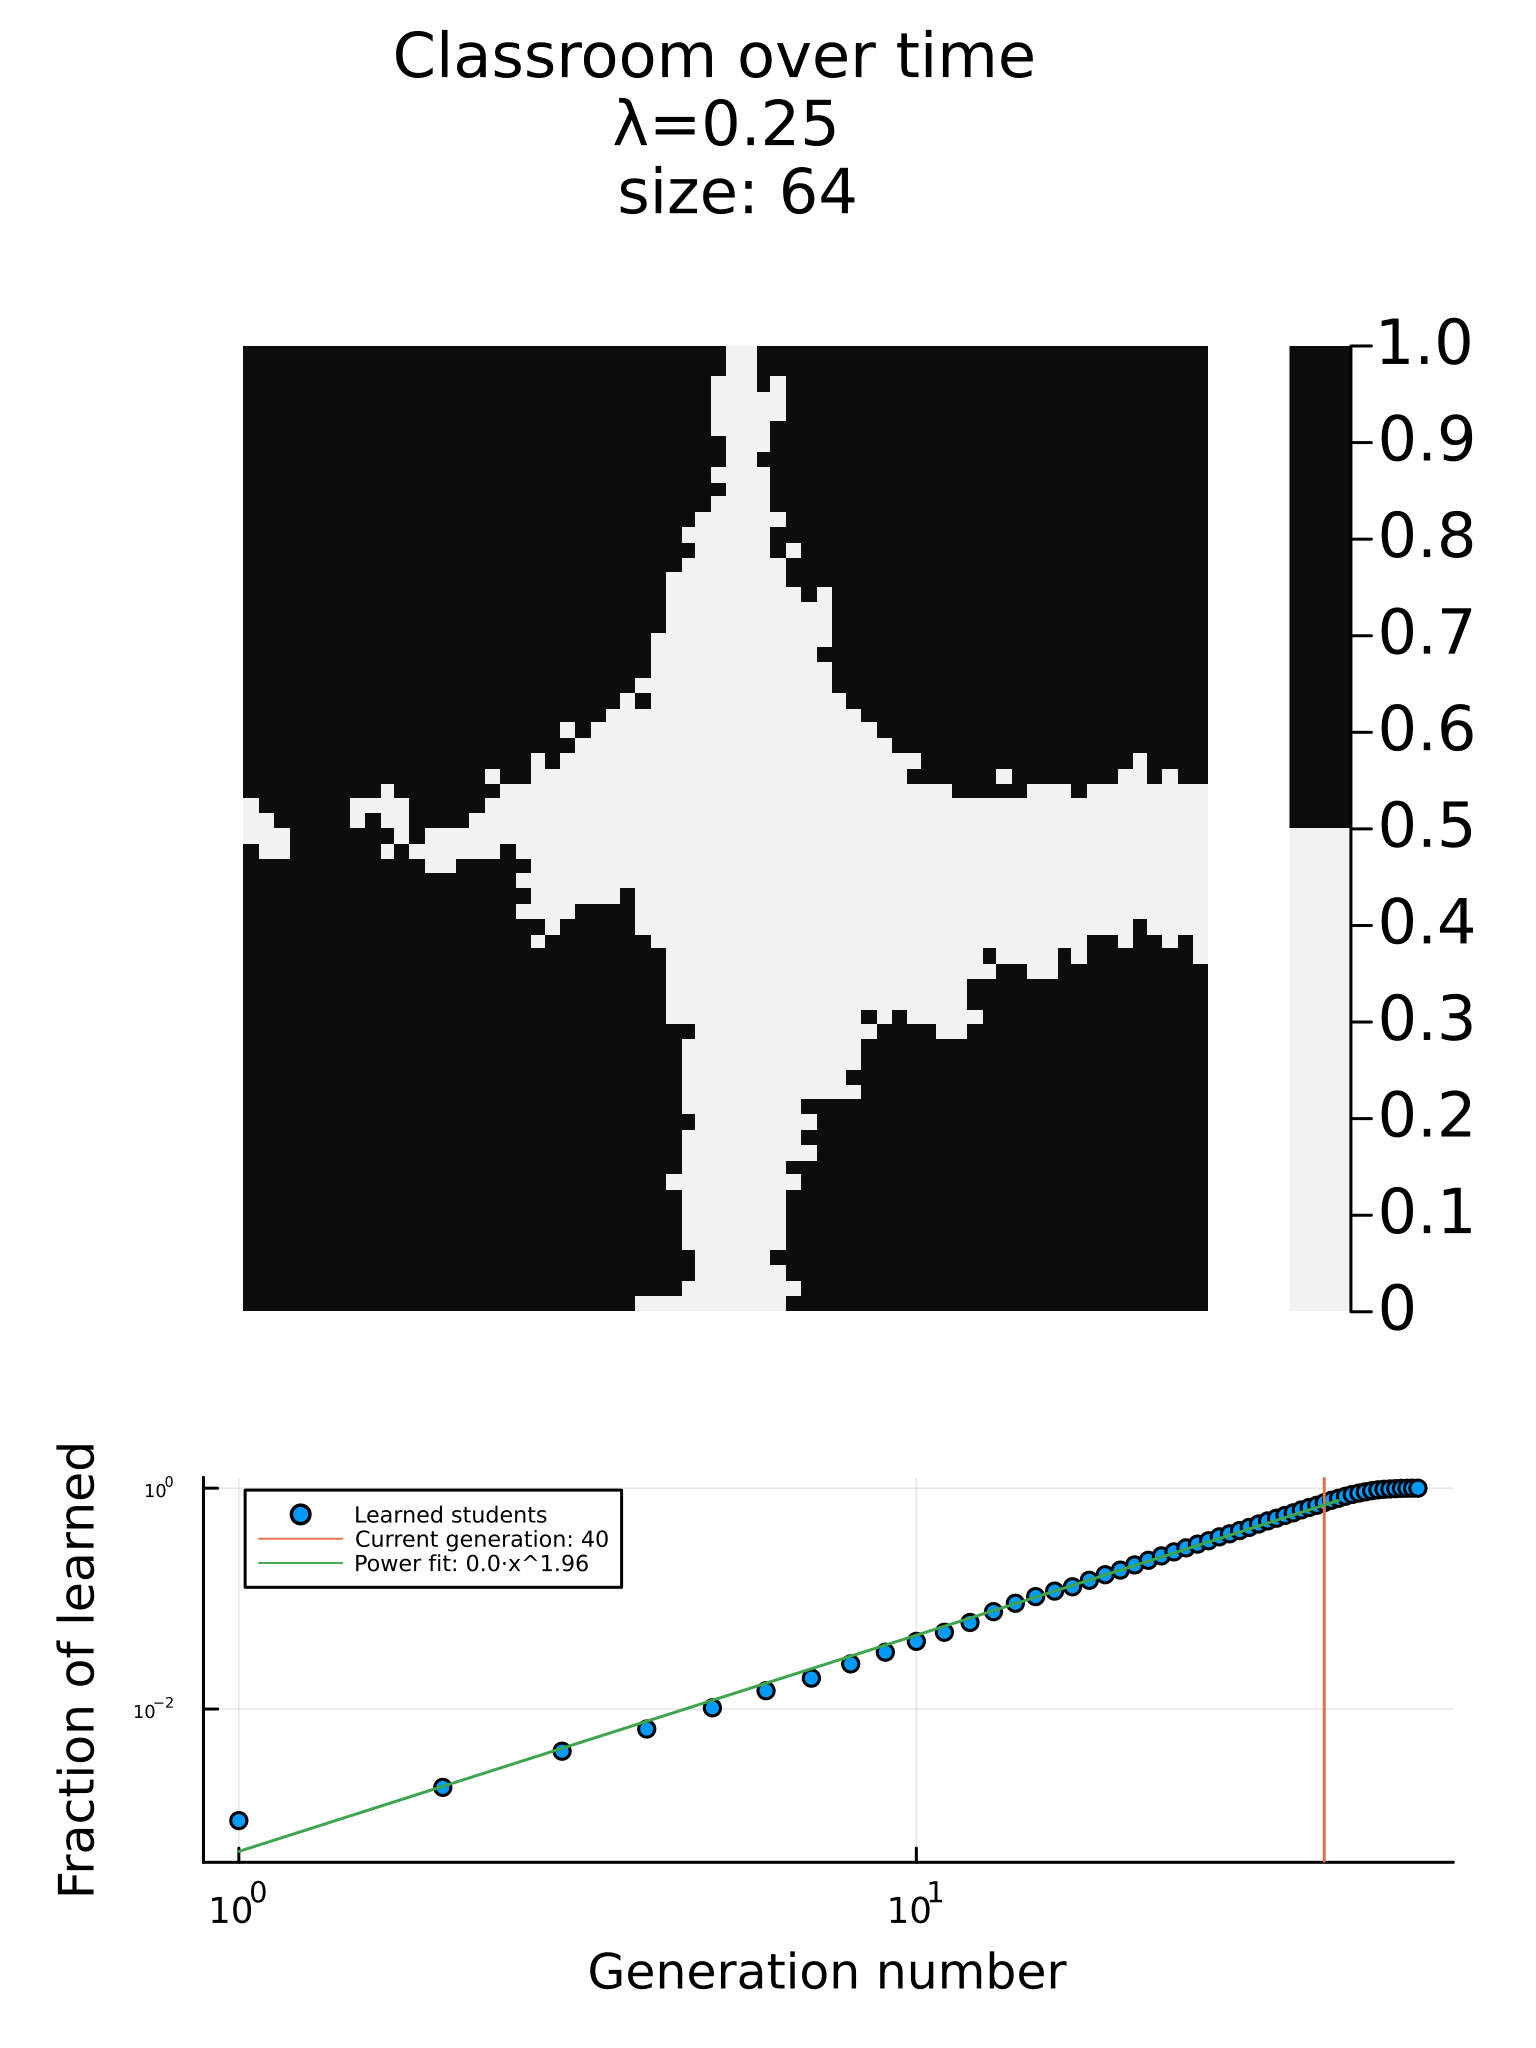 Classroom over time
λ=0.25
size: 64
1.0
0.9
0.8
0.7
0.6
0.5
0.4
0.3
0.2
0.1
0
Fraction of learned
10⁰
10⁻²
Learned students
Current generation: 40
Power fit: 0.0·x^1.96
10⁰
10¹
Generation number